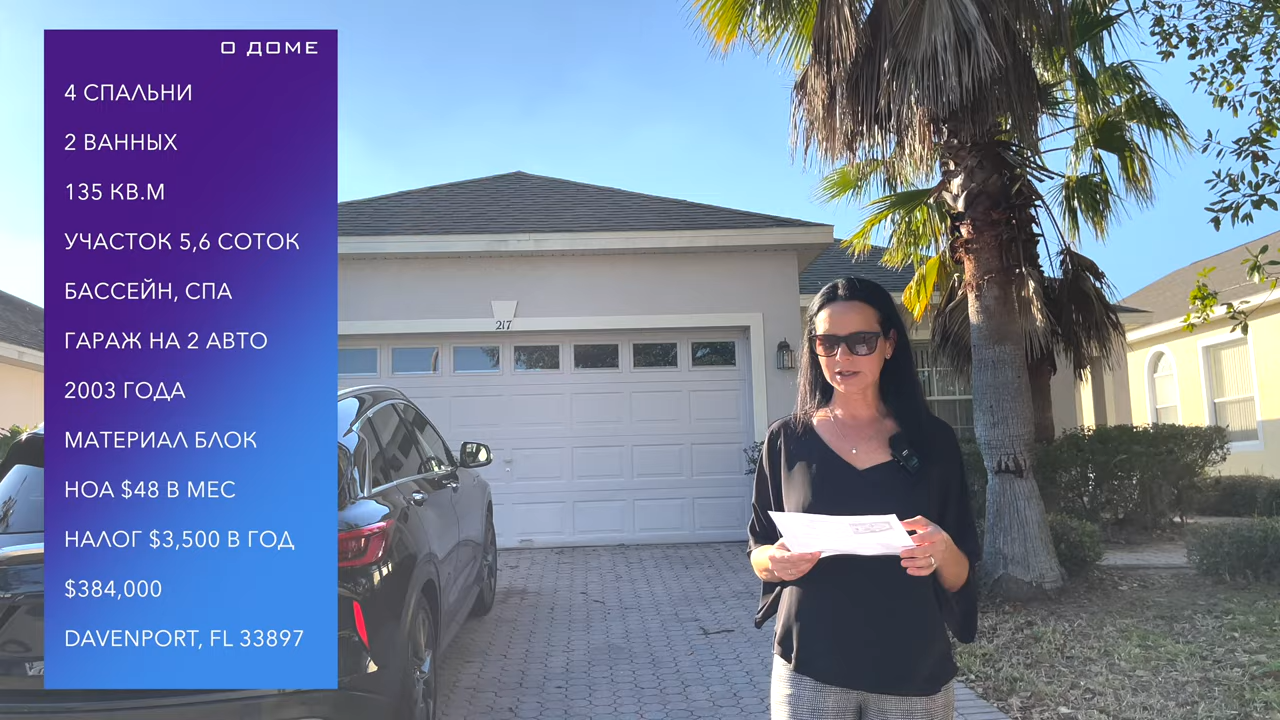 О ДОМЕ
4 СПАЛЬНИ
2 ВАННЫХ
135 КВ.М
УЧАСТОК 5,6 СОТОК
БАССЕЙН, СПА
ГАРАЖ НА 2 АВТО
2003 ГОДА
МАТЕРИАЛ БЛОК
HOA $48 В МЕС
НАЛОГ $3,500 В ГОД
$384,000
DAVENPORT, FL 33897
217